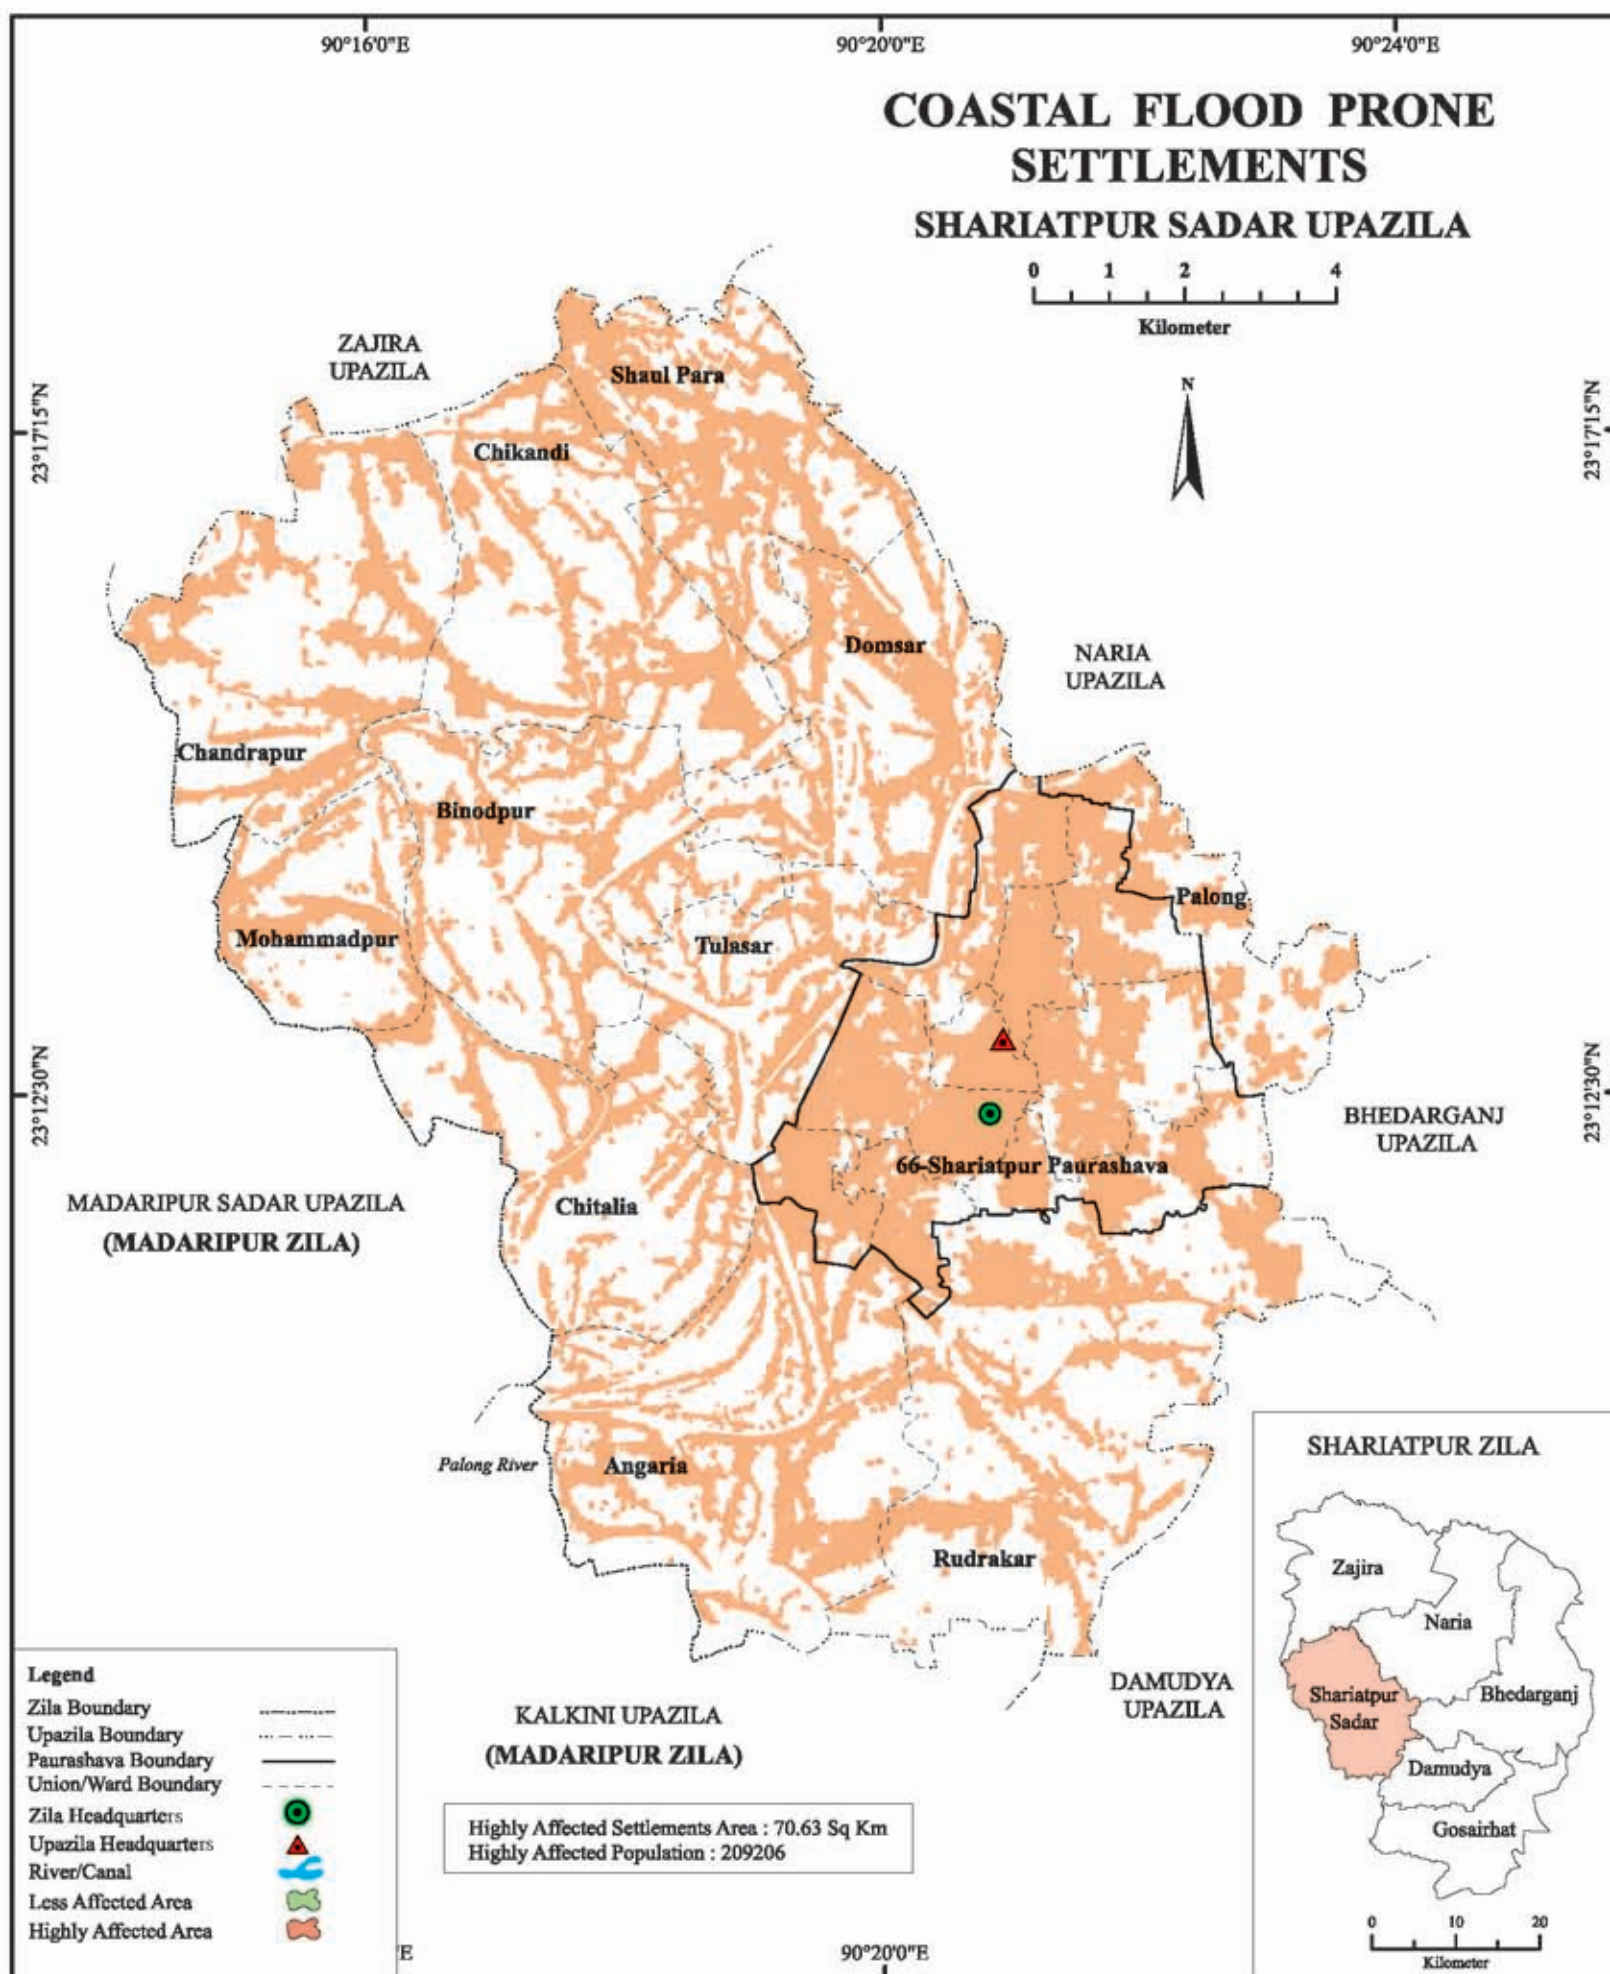 90°16'0"E
90°20'0"E
90°24'0"E
COASTAL FLOOD PRONE
SETTLEMENTS
SHARIATPUR SADAR UPAZILA
0 1 2 4
Kilometer
N
ZAJIRA
UPAZILA
23°17'15"N
23°17'15"N
Shaul Para
Chikandi
Domsar
NARIA
UPAZILA
Chandrapur
Binodpur
Palong
Mohammadpur
Tulasar
23°12'30"N
23°12'30"N
BHEDARGANJ
UPAZILA
66-Shariatpur Paurashava
MADARIPUR SADAR UPAZILA
(MADARIPUR ZILA)
Chitalia
Palong River
Angaria
Rudrakar
DAMUDYA
UPAZILA
KALKINI UPAZILA
(MADARIPUR ZILA)
Highly Affected Settlements Area : 70.63 Sq Km
Highly Affected Population : 209206
Legend
Zila Boundary
Upazila Boundary
Paurashava Boundary
Union/Ward Boundary
Zila Headquarters
Upazila Headquarters
River/Canal
Less Affected Area
Highly Affected Area
'E
90°20'0"E
SHARIATPUR ZILA
Zajira
Naria
Shariatpur
Sadar
Bhedarganj
Damudya
Gosairhat
0 10 20
Kilometer